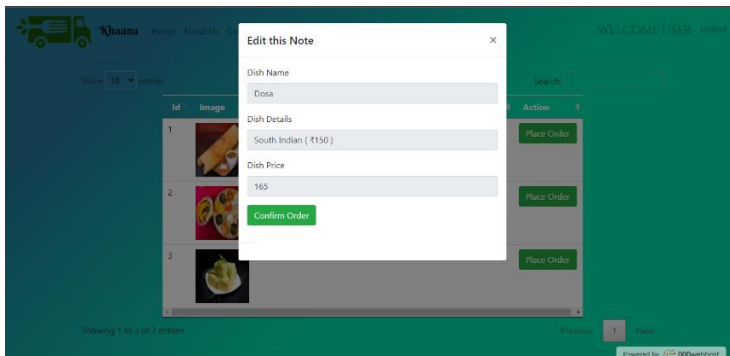 Khaana Home About Us WELCOME USER Logout
Edit this Note ×
Show 10 entries Search:
Dish Name
Dosa
Id Image Action
Dish Details
1 Place Order
South Indian ( ₹150 )
Dish Price
165
2 Place Order
Confirm Order
3 Place Order
Showing 1 to 3 of 3 entries Previous 1 Next
Powered by 000webhost